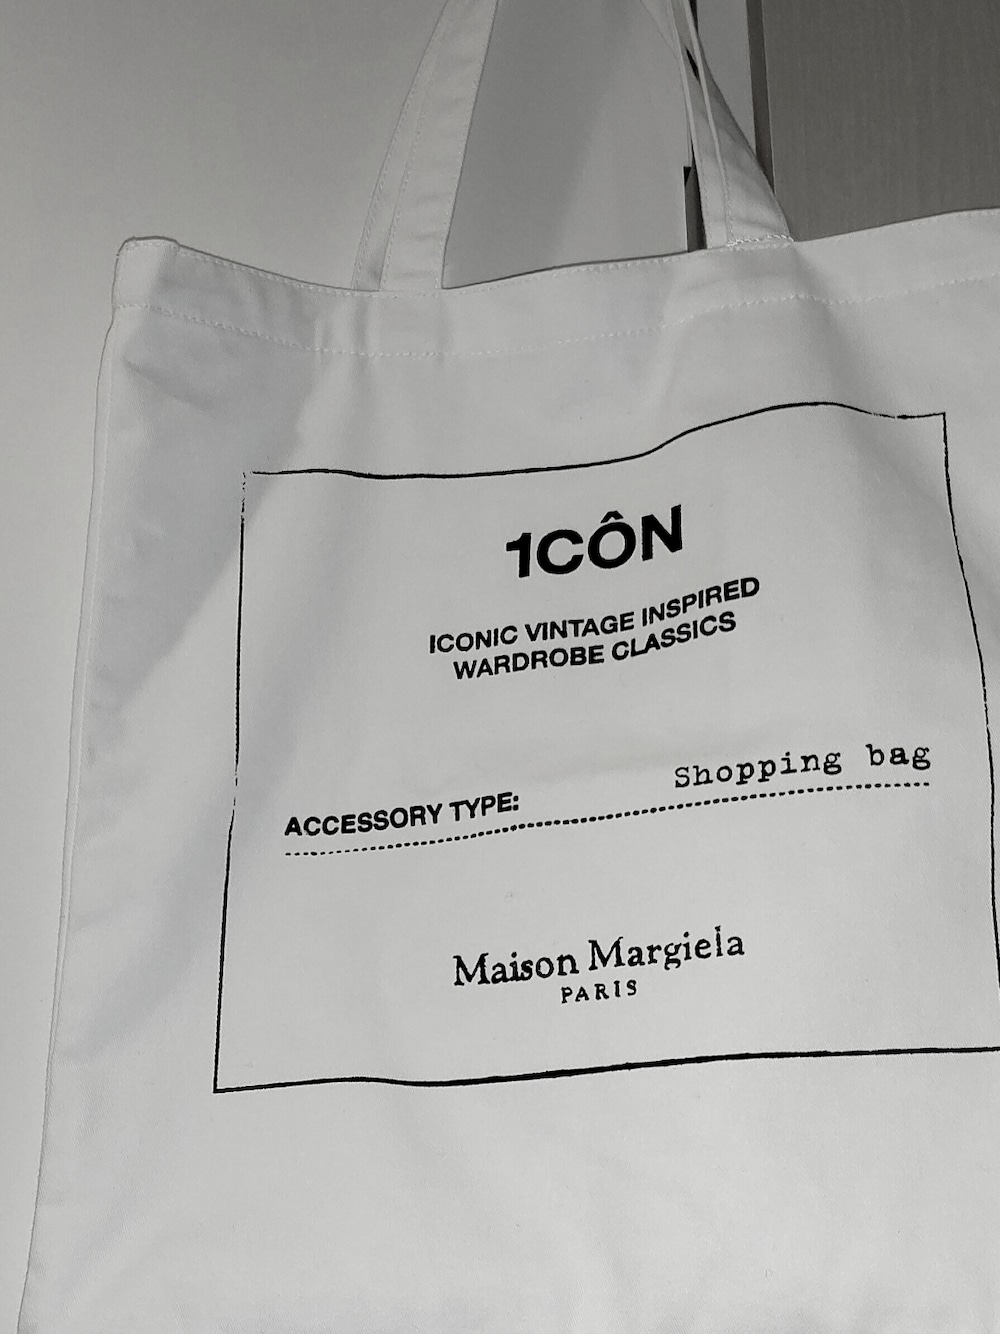 1CÔN
ICONIC VINTAGE INSPIRED
WARDROBE CLASSICS
ACCESSORY TYPE: Shopping bag
Maison Margiela
PARIS